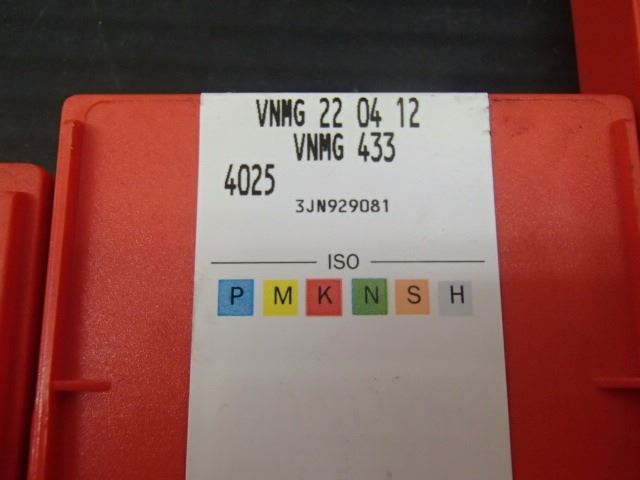 VNMG 22 04 12
VNMG 433
4025
3JN929081
ISO
P M K N S H